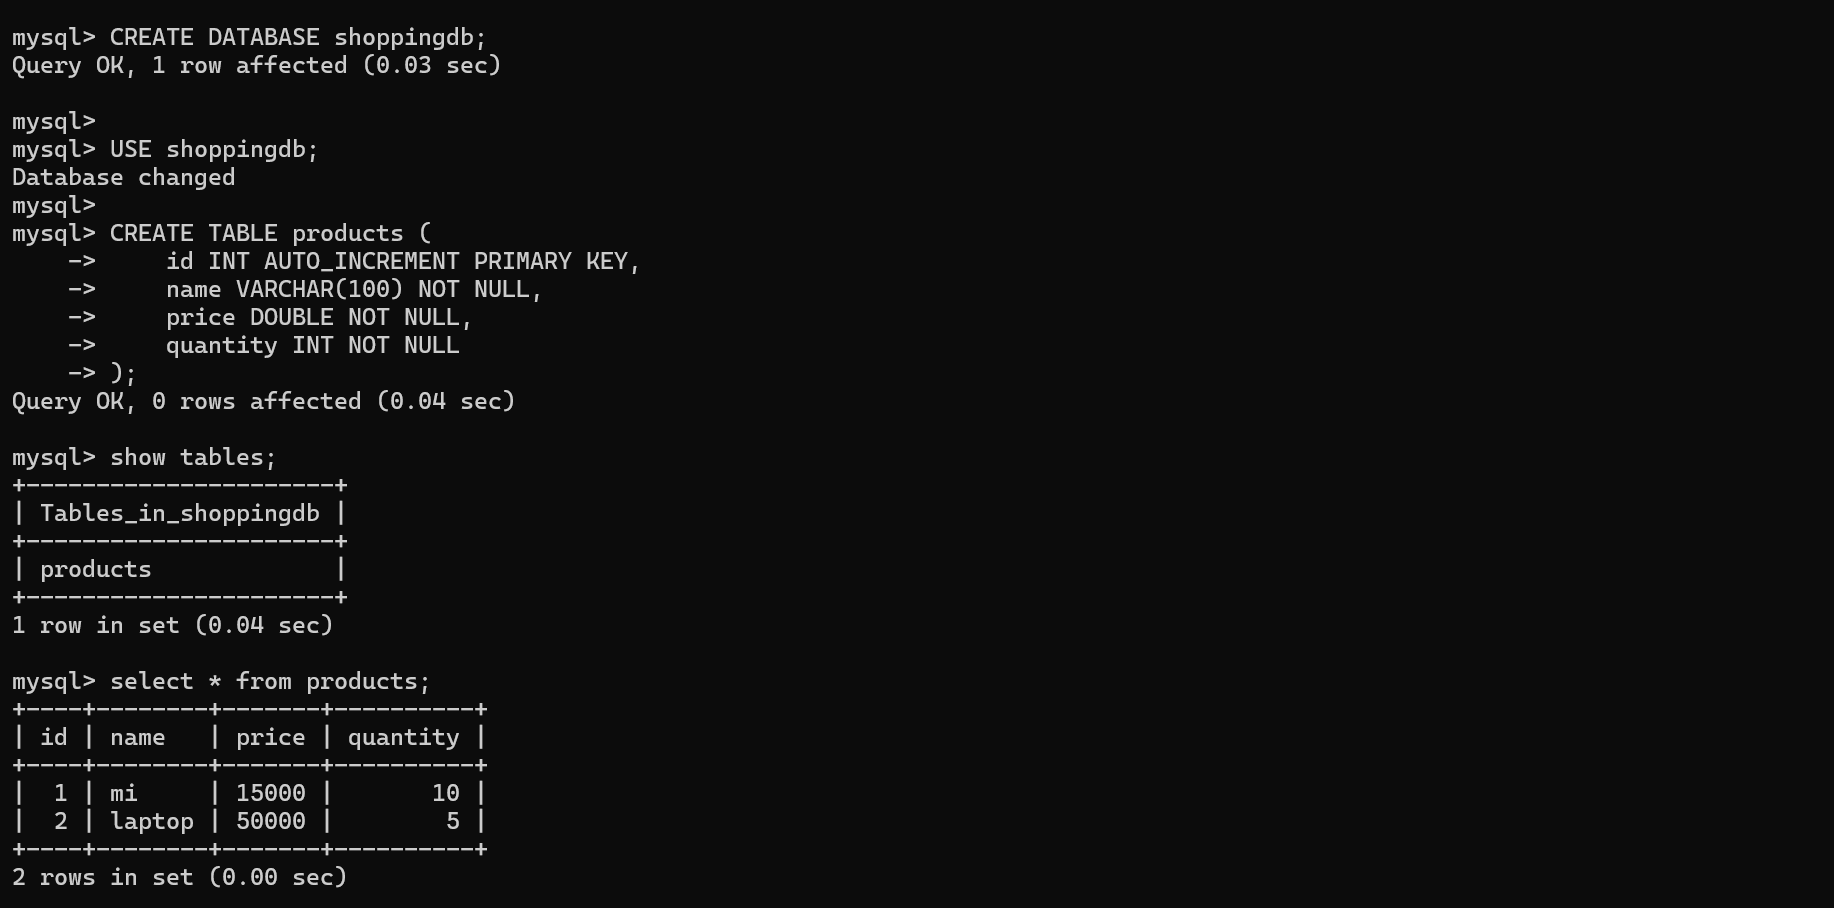 mysql> CREATE DATABASE shoppingdb;
Query OK, 1 row affected (0.03 sec)

mysql>
mysql> USE shoppingdb;
Database changed
mysql>
mysql> CREATE TABLE products (
    ->     id INT AUTO_INCREMENT PRIMARY KEY,
    ->     name VARCHAR(100) NOT NULL,
    ->     price DOUBLE NOT NULL,
    ->     quantity INT NOT NULL
    -> );
Query OK, 0 rows affected (0.04 sec)

mysql> show tables;
+----------------------+
| Tables_in_shoppingdb |
+----------------------+
| products             |
+----------------------+
1 row in set (0.04 sec)

mysql> select * from products;
+----+--------+-------+----------+
| id | name   | price | quantity |
+----+--------+-------+----------+
|  1 | mi     | 15000 |       10 |
|  2 | laptop | 50000 |        5 |
+----+--------+-------+----------+
2 rows in set (0.00 sec)